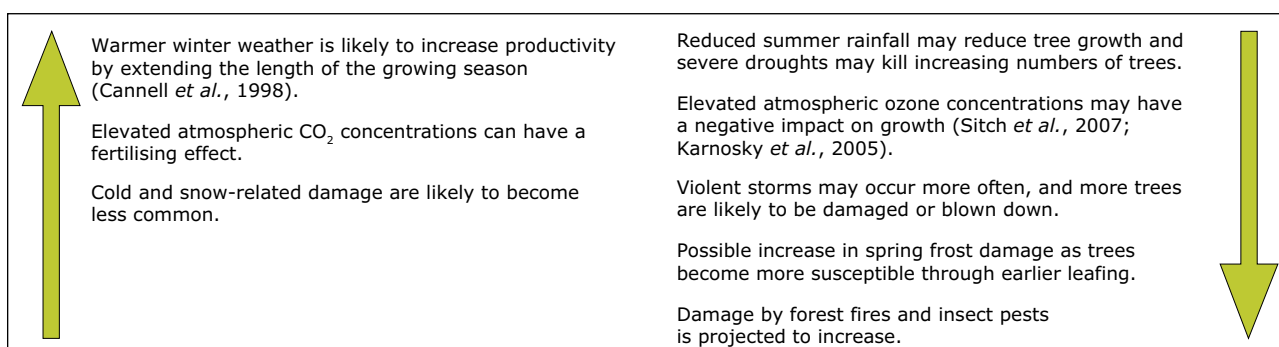 Warmer winter weather is likely to increase productivity
by extending the length of the growing season
(Cannell et al., 1998).
Elevated atmospheric CO2 concentrations can have a
fertilising effect.
Cold and snow-related damage are likely to become
less common.
Reduced summer rainfall may reduce tree growth and
severe droughts may kill increasing numbers of trees.
Elevated atmospheric ozone concentrations may have
a negative impact on growth (Sitch et al., 2007;
Karnosky et al., 2005).
Violent storms may occur more often, and more trees
are likely to be damaged or blown down.
Possible increase in spring frost damage as trees
become more susceptible through earlier leafing.
Damage by forest fires and insect pests
is projected to increase.